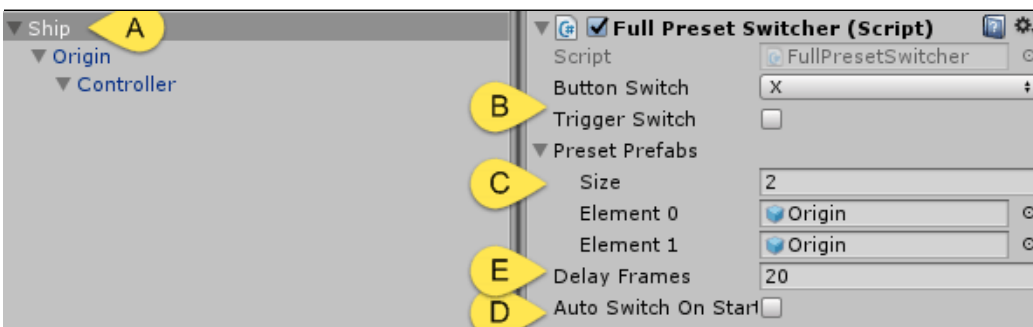 Ship
A
Origin
Controller
Full Preset Switcher (Script)
Script
FullPresetSwitcher
Button Switch
X
B
Trigger Switch
Preset Prefabs
C
Size
2
Element 0
Origin
Element 1
Origin
E
Delay Frames
20
D
Auto Switch On Start